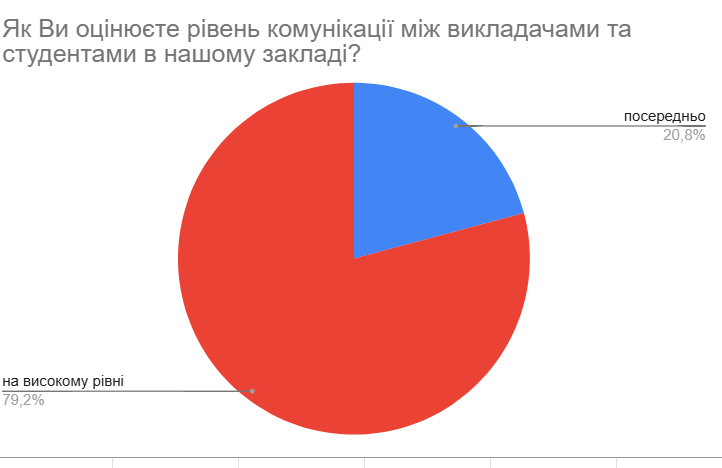 Як Ви оцінюєте рівень комунікації між викладачами та
студентами в нашому закладі?
посередньо
20,8%
на високому рівні
79,2%